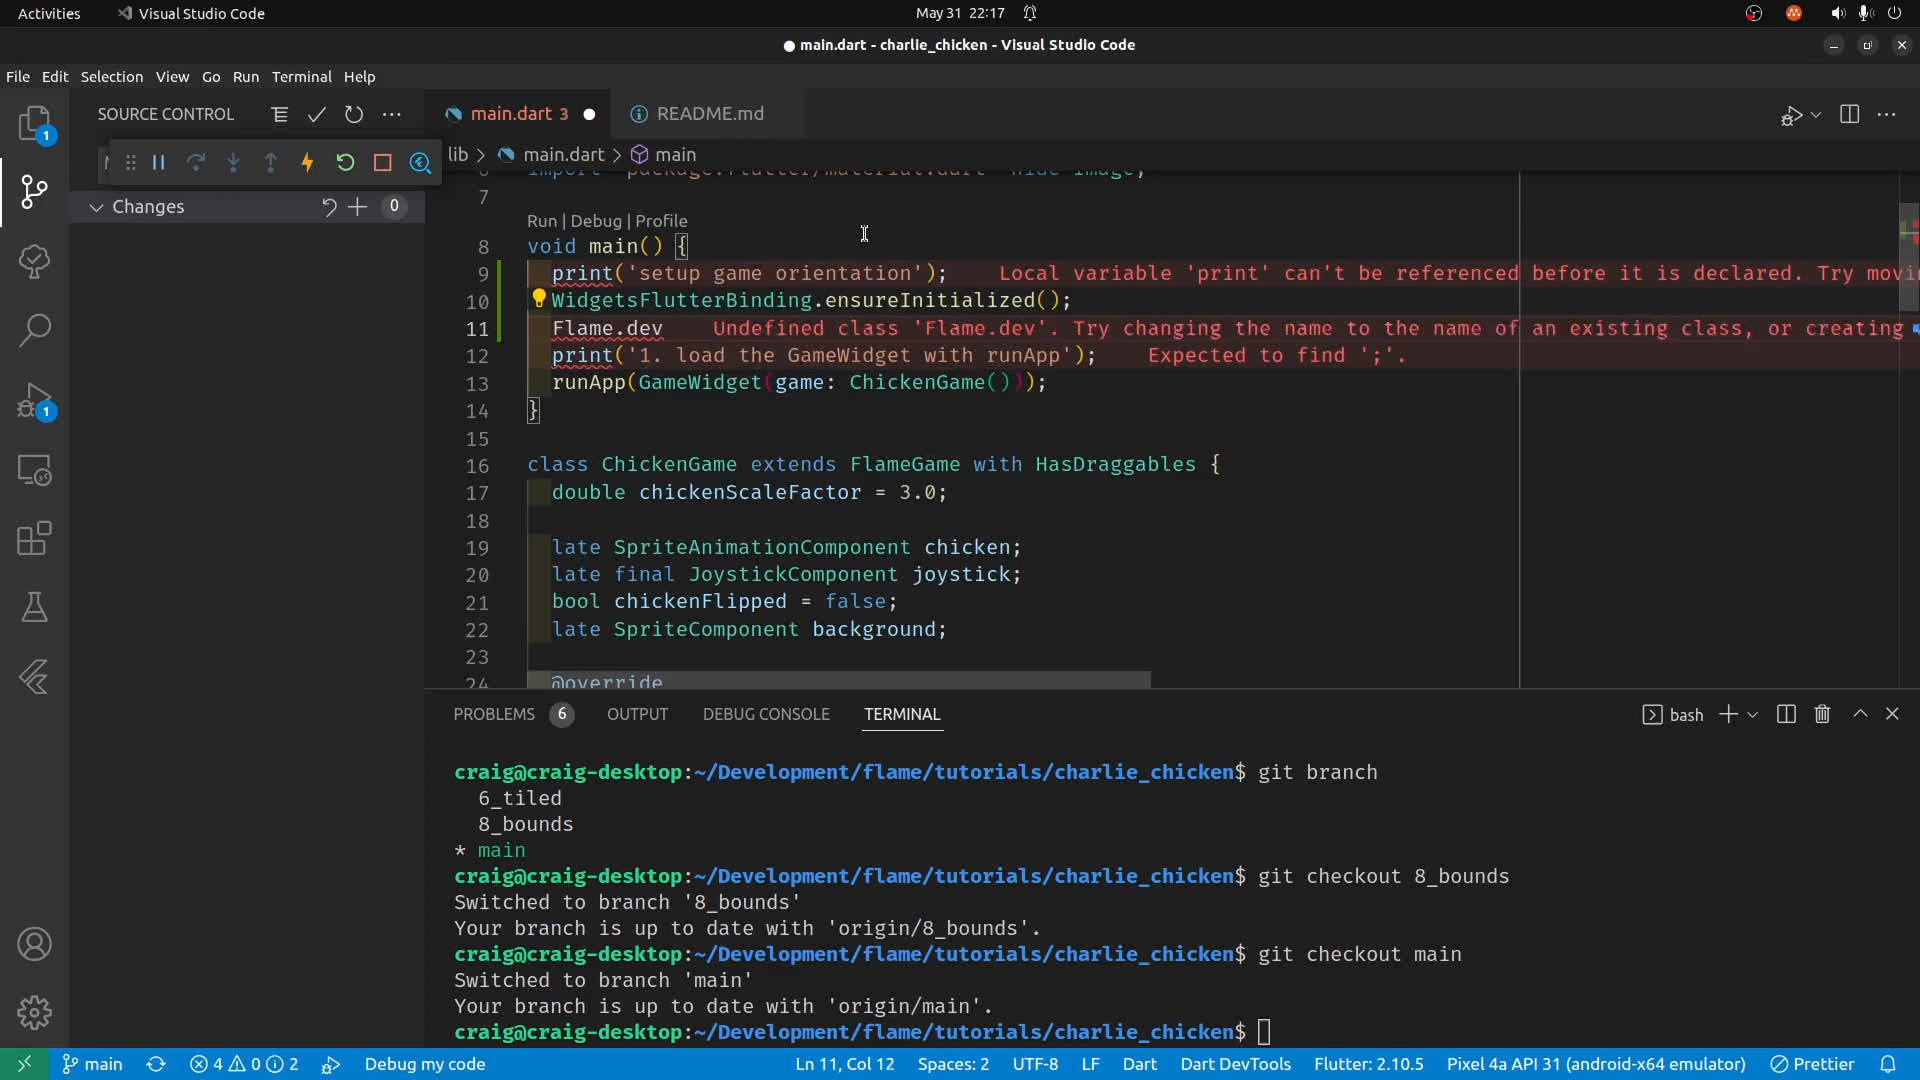 Activities
Visual Studio Code
May 31 22:17
● main.dart - charlie_chicken - Visual Studio Code
File Edit Selection View Go Run Terminal Help
SOURCE CONTROL
main.dart 3
README.md
1
lib > main.dart > main
Changes
0
6
import 'package:flutter/material.dart' hide Image;
7
Run | Debug | Profile
8 void main() {
9 print('setup game orientation'); Local variable 'print' can't be referenced before it is declared. Try movi
10 WidgetsFlutterBinding.ensureInitialized();
11 Flame.dev Undefined class 'Flame.dev'. Try changing the name to the name of an existing class, or creating
12 print('1. load the GameWidget with runApp'); Expected to find ';'.
13 runApp(GameWidget(game: ChickenGame()));
14 }
15
16 class ChickenGame extends FlameGame with HasDraggables {
17 double chickenScaleFactor = 3.0;
18
19 late SpriteAnimationComponent chicken;
20 late final JoystickComponent joystick;
21 bool chickenFlipped = false;
22 late SpriteComponent background;
23
24 @override
1
PROBLEMS 6 OUTPUT DEBUG CONSOLE TERMINAL
bash
craig@craig-desktop:~/Development/flame/tutorials/charlie_chicken$ git branch
6_tiled
8_bounds
* main
craig@craig-desktop:~/Development/flame/tutorials/charlie_chicken$ git checkout 8_bounds
Switched to branch '8_bounds'
Your branch is up to date with 'origin/8_bounds'.
craig@craig-desktop:~/Development/flame/tutorials/charlie_chicken$ git checkout main
Switched to branch 'main'
Your branch is up to date with 'origin/main'.
craig@craig-desktop:~/Development/flame/tutorials/charlie_chicken$
main 4 0 2 Debug my code Ln 11, Col 12 Spaces: 2 UTF-8 LF Dart Dart DevTools Flutter: 2.10.5 Pixel 4a API 31 (android-x64 emulator) Prettier